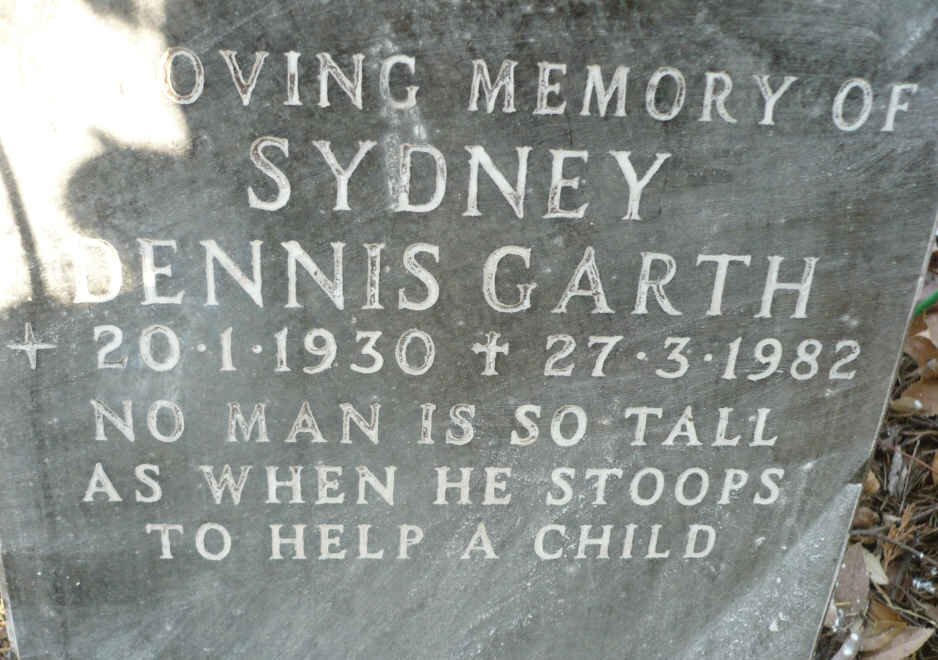 LOVING MEMORY OF
SYDNEY
DENNIS GARTH
20·1·1930 ✝ 27·3·1982
NO MAN IS SO TALL
AS WHEN HE STOOPS
TO HELP A CHILD